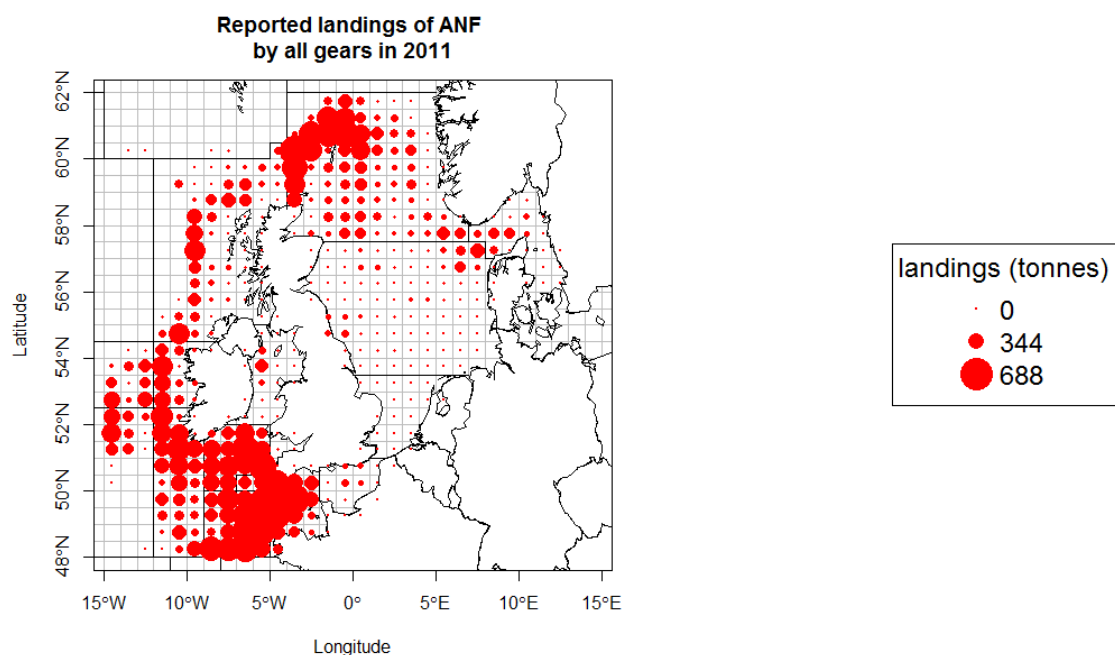 Reported landings of ANF
by all gears in 2011
Latitude
62°N
60°N
58°N
56°N
54°N
52°N
50°N
48°N
15°W
10°W
5°W
0°
5°E
10°E
15°E
Longitude
landings (tonnes)
0
344
688